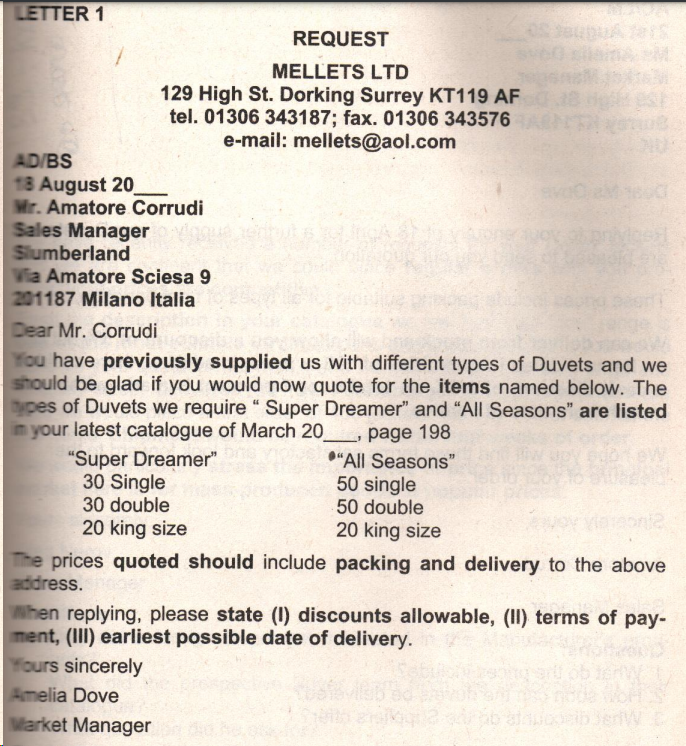 LETTER 1
REQUEST
MELLETS LTD
129 High St. Dorking Surrey KT119 AF
tel. 01306 343187; fax. 01306 343576
e-mail: mellets@aol.com
AD/BS
18 August 20___
Mr. Amatore Corrudi
Sales Manager
Slumberland
Via Amatore Sciesa 9
201187 Milano Italia
Dear Mr. Corrudi
You have previously supplied us with different types of Duvets and we
should be glad if you would now quote for the items named below. The
types of Duvets we require “ Super Dreamer” and “All Seasons” are listed
in your latest catalogue of March 20___, page 198
“Super Dreamer” “All Seasons”
30 Single 50 single
30 double 50 double
20 king size 20 king size
The prices quoted should include packing and delivery to the above
address.
When replying, please state (I) discounts allowable, (II) terms of pay-
ment, (III) earliest possible date of delivery.
Yours sincerely
Amelia Dove
Market Manager